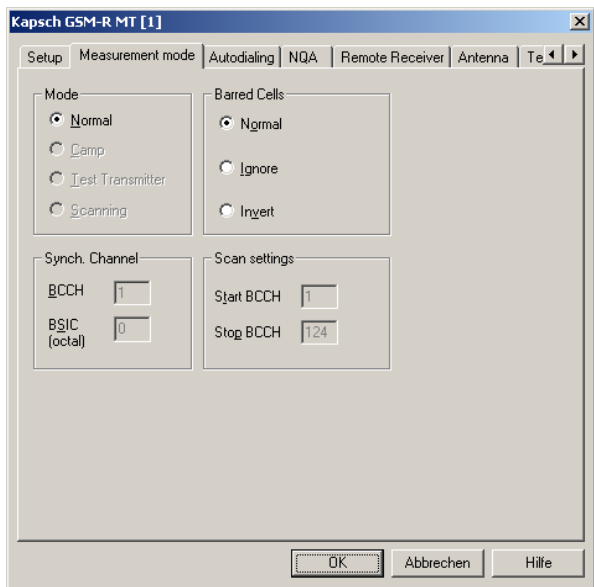 Kapsch GSM-R MT [1]
Setup
Measurement mode
Autodialing
NQA
Remote Receiver
Antenna
Te
Mode
Normal
Camp
Test Transmitter
Scanning
Barred Cells
Normal
Ignore
Invert
Synch. Channel
BCCH 1
BSIC 0
(octal)
Scan settings
Start BCCH 1
Stop BCCH 124
OK
Abbrechen
Hilfe